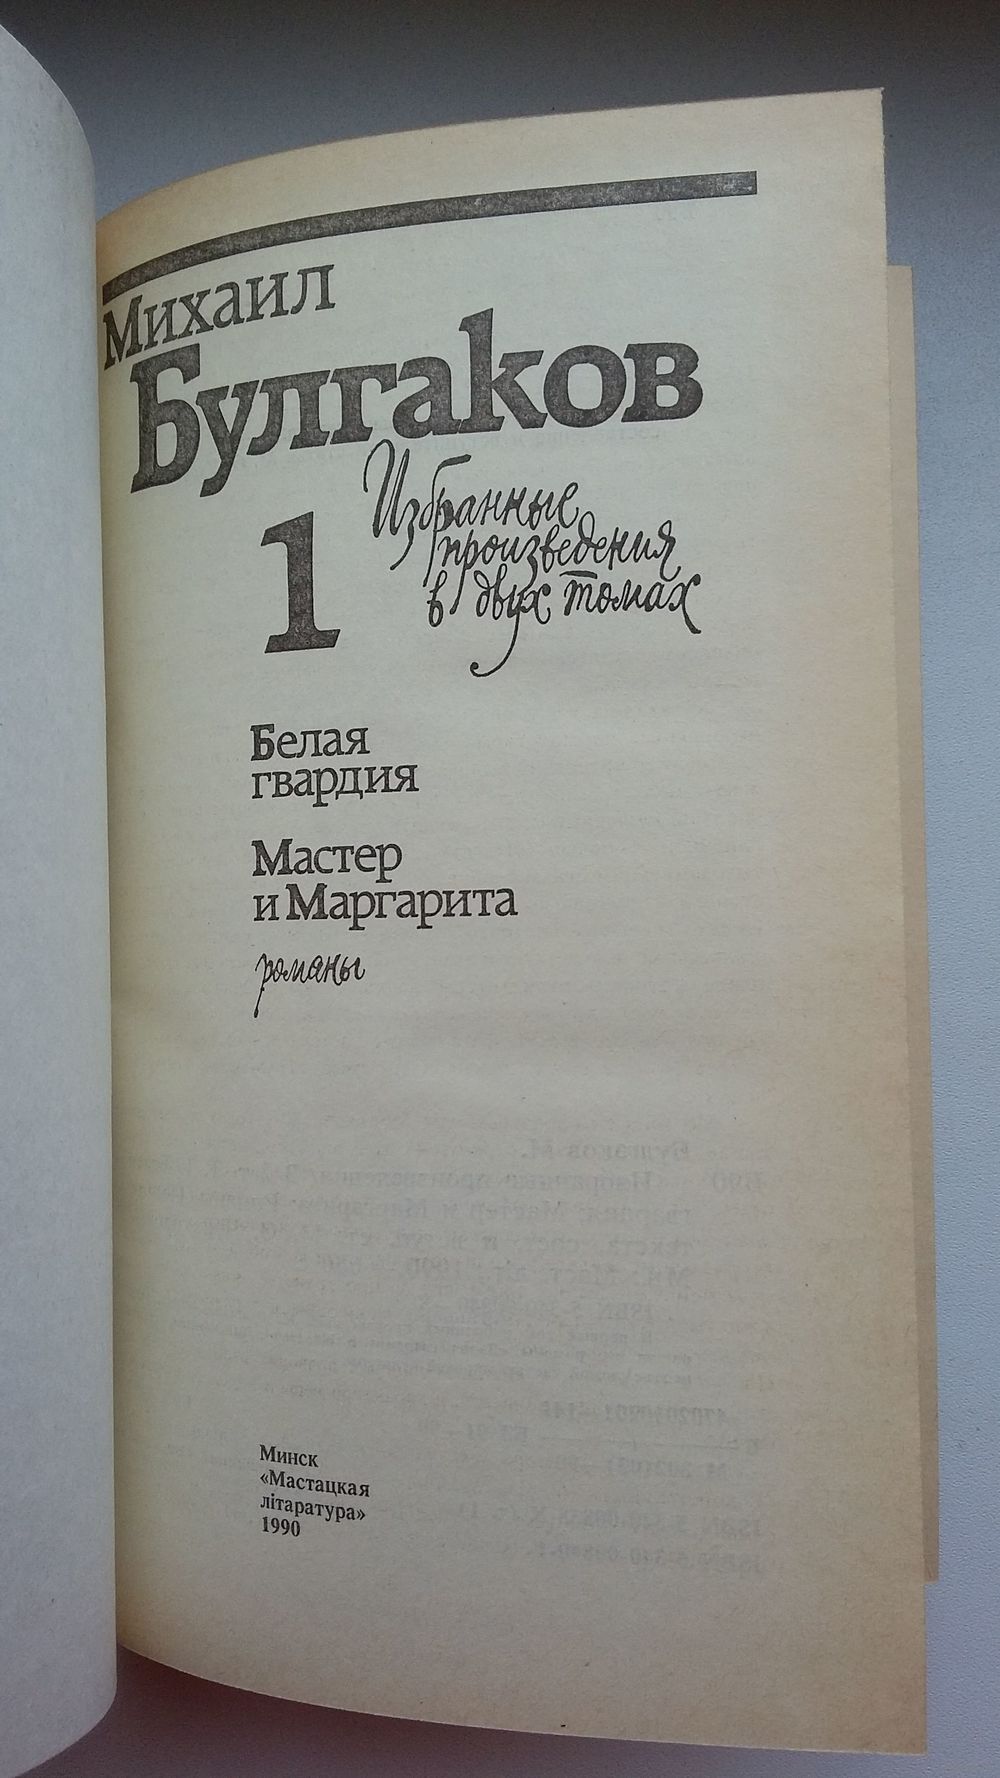 Михаил
Булгаков
1
Избранные
произведения
в двух томах
Белая
гвардия
Мастер
и Маргарита
романы
Минск
«Мастацкая
літаратура»
1990